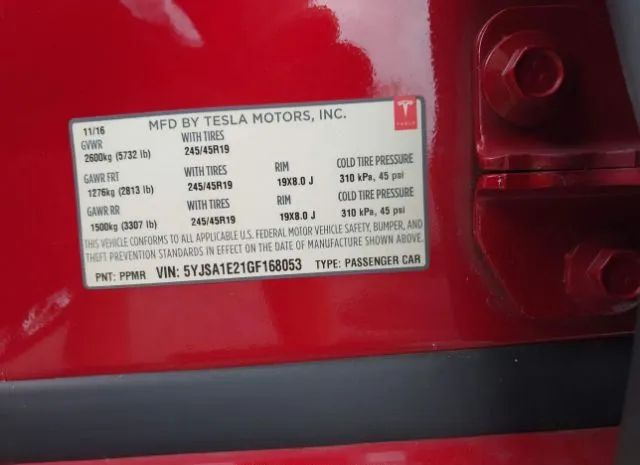 11/16 MFD BY TESLA MOTORS, INC.
TESLA
GVWR WITH TIRES
2600kg (5732 lb) 245/45R19
GAWR FRT WITH TIRES RIM COLD TIRE PRESSURE
1276kg (2813 lb) 245/45R19 19X8.0 J 310 kPa, 45 psi
GAWR RR WITH TIRES RIM COLD TIRE PRESSURE
1500kg (3307 lb) 245/45R19 19X8.0 J 310 kPa, 45 psi
THIS VEHICLE CONFORMS TO ALL APPLICABLE U.S. FEDERAL MOTOR VEHICLE SAFETY, BUMPER, AND
THEFT PREVENTION STANDARDS IN EFFECT ON THE DATE OF MANUFACTURE SHOWN ABOVE.
PNT: PPMR VIN: 5YJSA1E21GF168053 TYPE: PASSENGER CAR